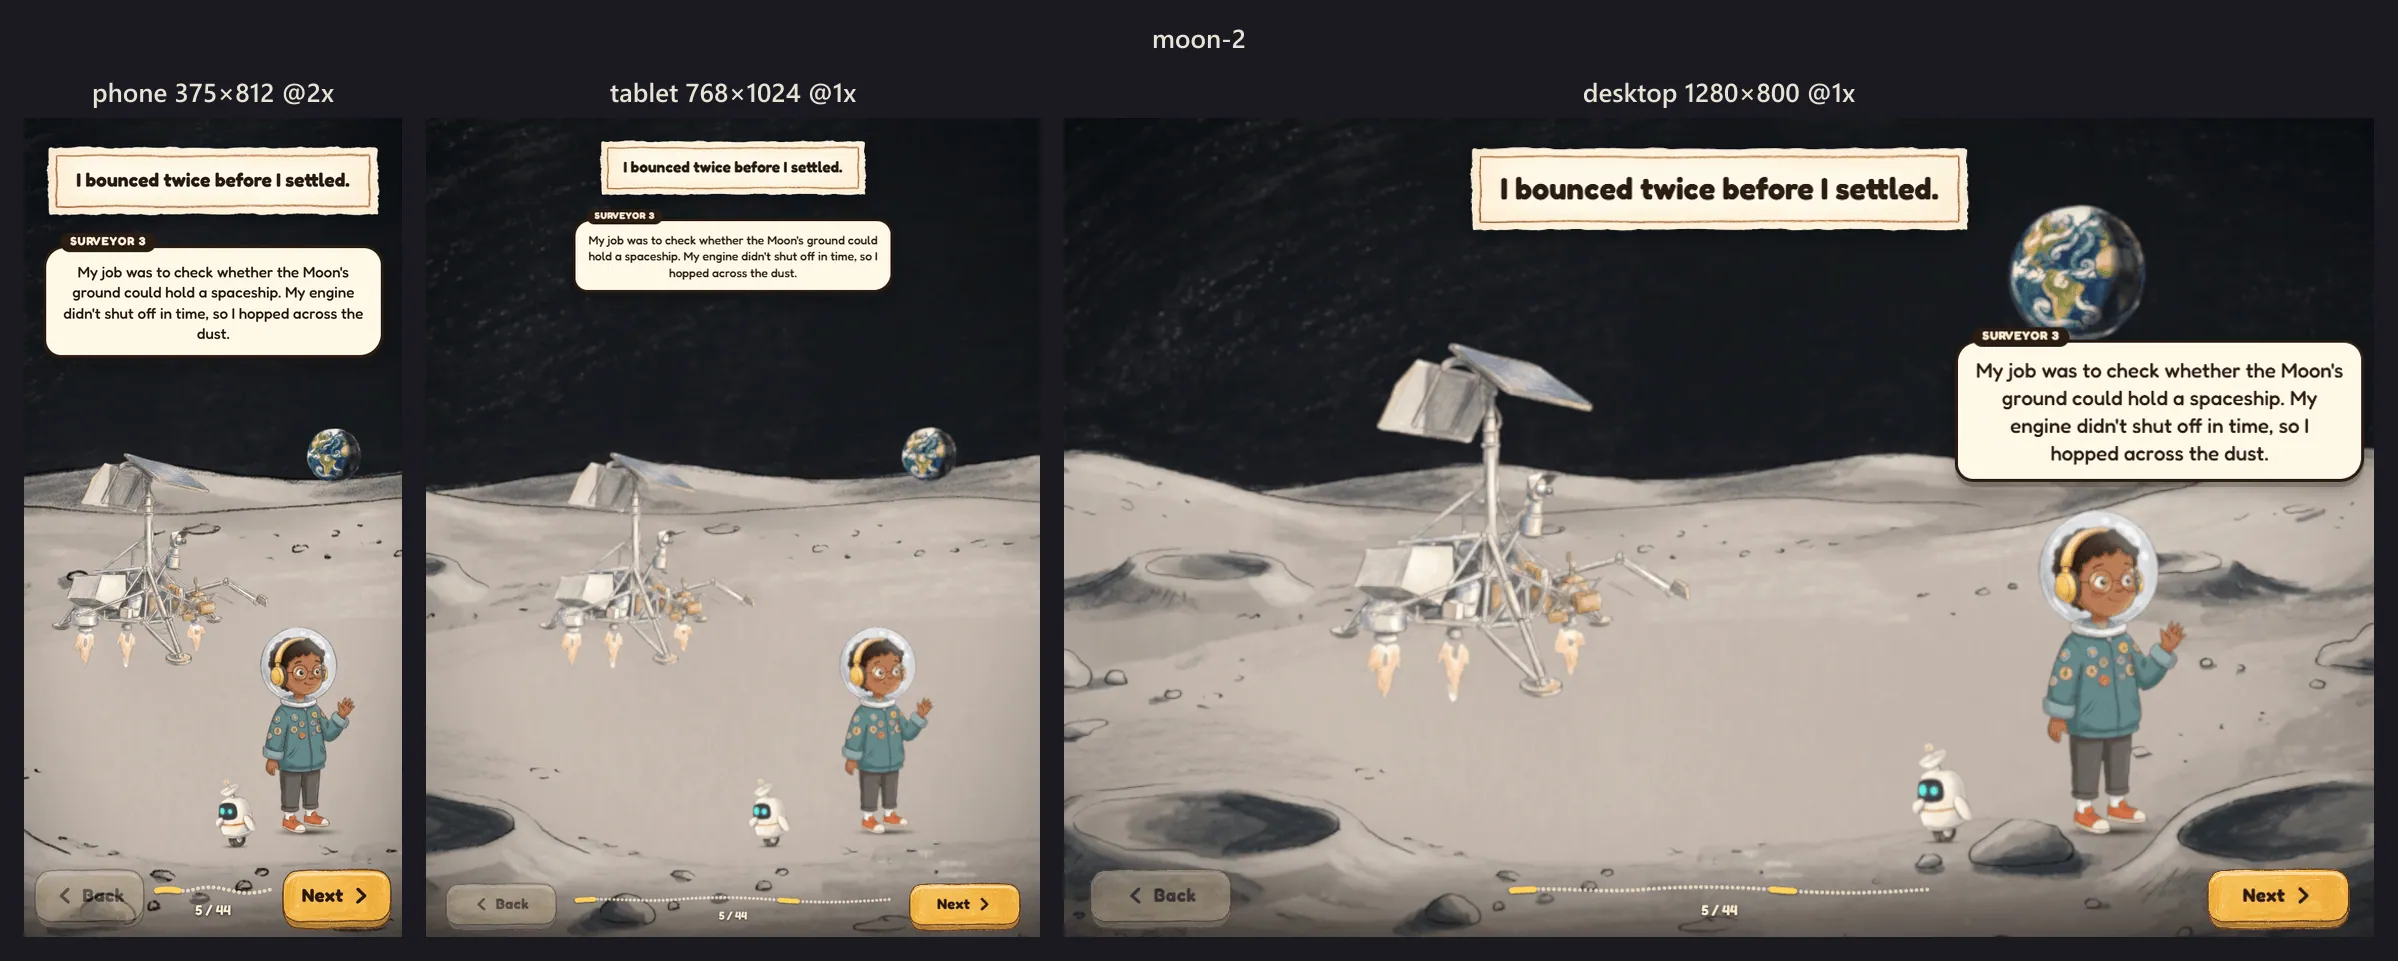 moon-2
phone 375×812 @2x
I bounced twice before I settled.
SURVEYOR 3
My job was to check whether the Moon's
ground could hold a spaceship. My engine
didn't shut off in time, so I hopped across the
dust.
Back
5 / 44
Next
tablet 768×1024 @1x
I bounced twice before I settled.
SURVEYOR 3
My job was to check whether the Moon's ground could
hold a spaceship. My engine didn't shut off in time, so I
hopped across the dust.
Back
5 / 44
Next
desktop 1280×800 @1x
I bounced twice before I settled.
SURVEYOR 3
My job was to check whether the Moon's
ground could hold a spaceship. My
engine didn't shut off in time, so I
hopped across the dust.
Back
5 / 44
Next